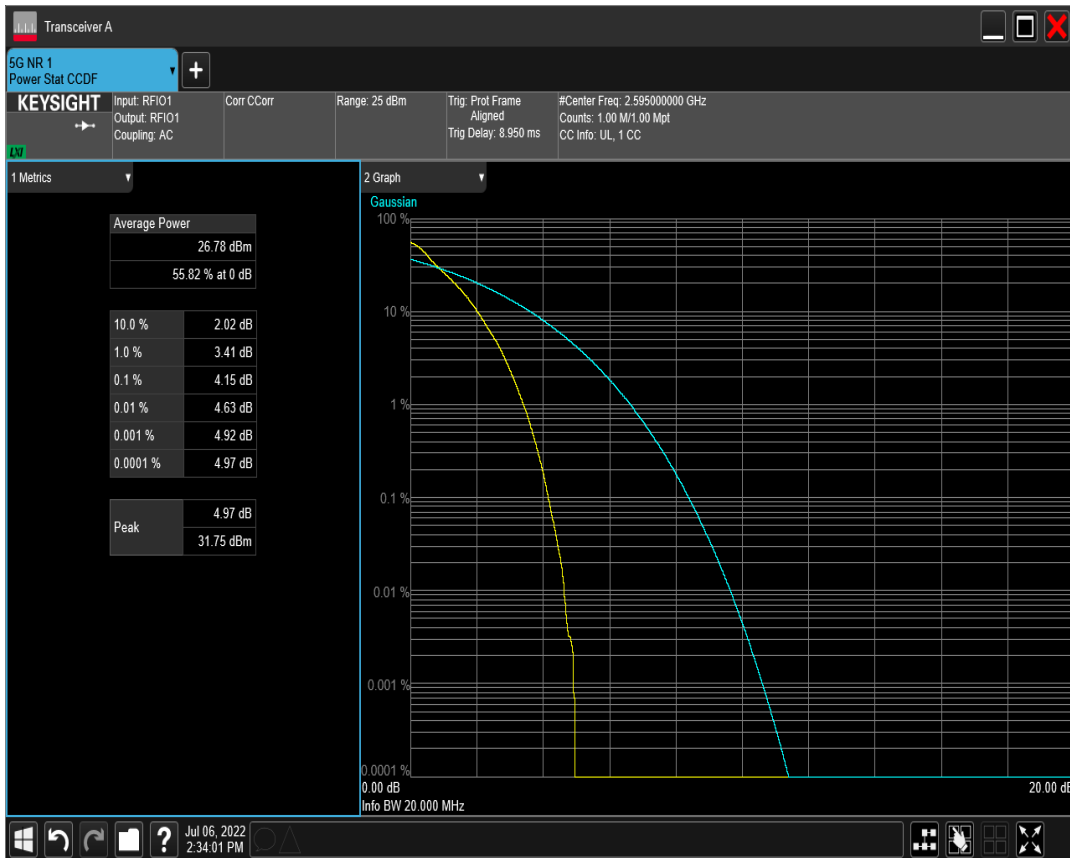 Transceiver A
5G NR 1
Power Stat CCDF
KEYSIGHT
Input: RFIO1
Output: RFIO1
Coupling: AC
Corr CCorr
Range: 25 dBm
Trig: Prot Frame
Aligned
Trig Delay: 8.950 ms
#Center Freq: 2.595000000 GHz
Counts: 1.00 M/1.00 Mpt
CC Info: UL, 1 CC
LXI
1 Metrics
Average Power
26.78 dBm
55.82 % at 0 dB
10.0 % 2.02 dB
1.0 % 3.41 dB
0.1 % 4.15 dB
0.01 % 4.63 dB
0.001 % 4.92 dB
0.0001 % 4.97 dB
Peak
4.97 dB
31.75 dBm
2 Graph
Gaussian
100 %
10 %
1 %
0.1 %
0.01 %
0.001 %
0.0001 %
0.00 dB
20.00 dB
Info BW 20.000 MHz
?
Jul 06, 2022
2:34:01 PM